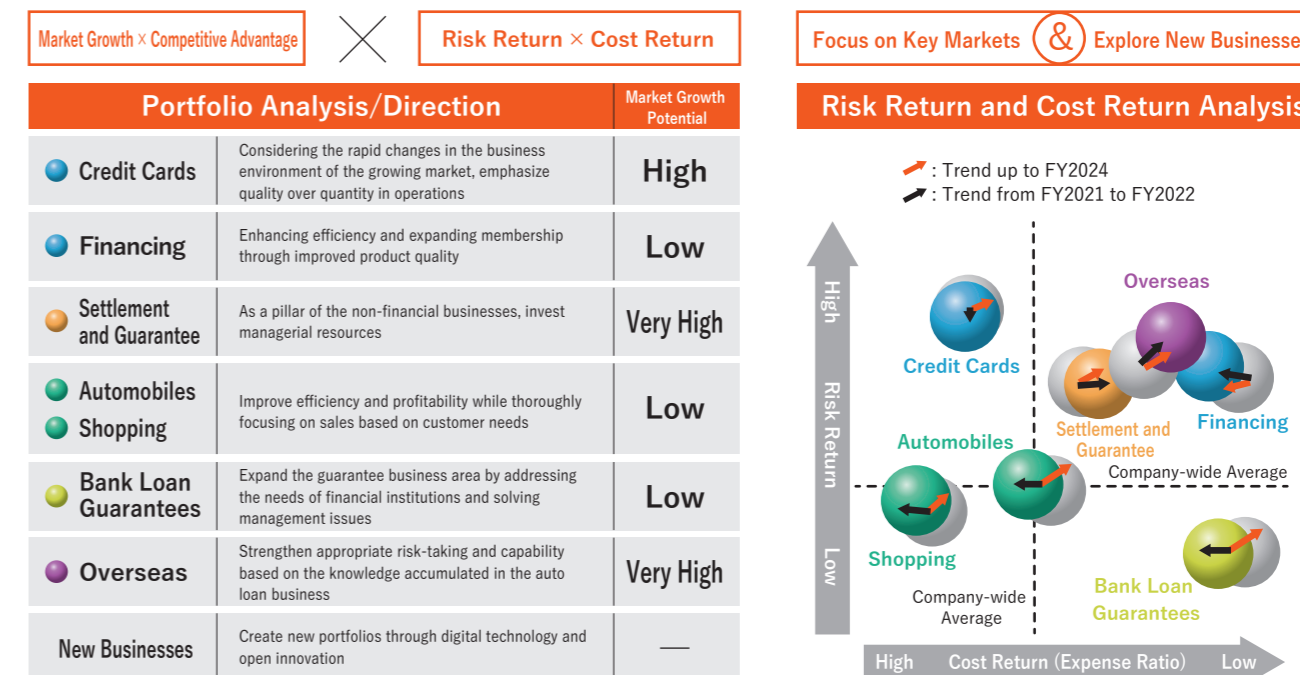 Market Growth × Competitive Advantage
Risk Return × Cost Return
Portfolio Analysis/Direction
Market Growth
Potential
Credit Cards
Considering the rapid changes in the business
environment of the growing market, emphasize
quality over quantity in operations
High
Financing
Enhancing efficiency and expanding membership
through improved product quality
Low
Settlement
and Guarantee
As a pillar of the non-financial businesses, invest
managerial resources
Very High
Automobiles
Shopping
Improve efficiency and profitability while thoroughly
focusing on sales based on customer needs
Low
Bank Loan
Guarantees
Expand the guarantee business area by addressing
the needs of financial institutions and solving
management issues
Low
Overseas
Strengthen appropriate risk-taking and capability
based on the knowledge accumulated in the auto
loan business
Very High
New Businesses
Create new portfolios through digital technology and
open innovation
—
Focus on Key Markets & Explore New Businesse
Risk Return and Cost Return Analysis
: Trend up to FY2024
: Trend from FY2021 to FY2022
High
Risk Return
Low
Overseas
Credit Cards
Financing
Settlement and
Guarantee
Automobiles
Company-wide Average
Shopping
Bank Loan
Guarantees
Company-wide
Average
High Cost Return (Expense Ratio) Low